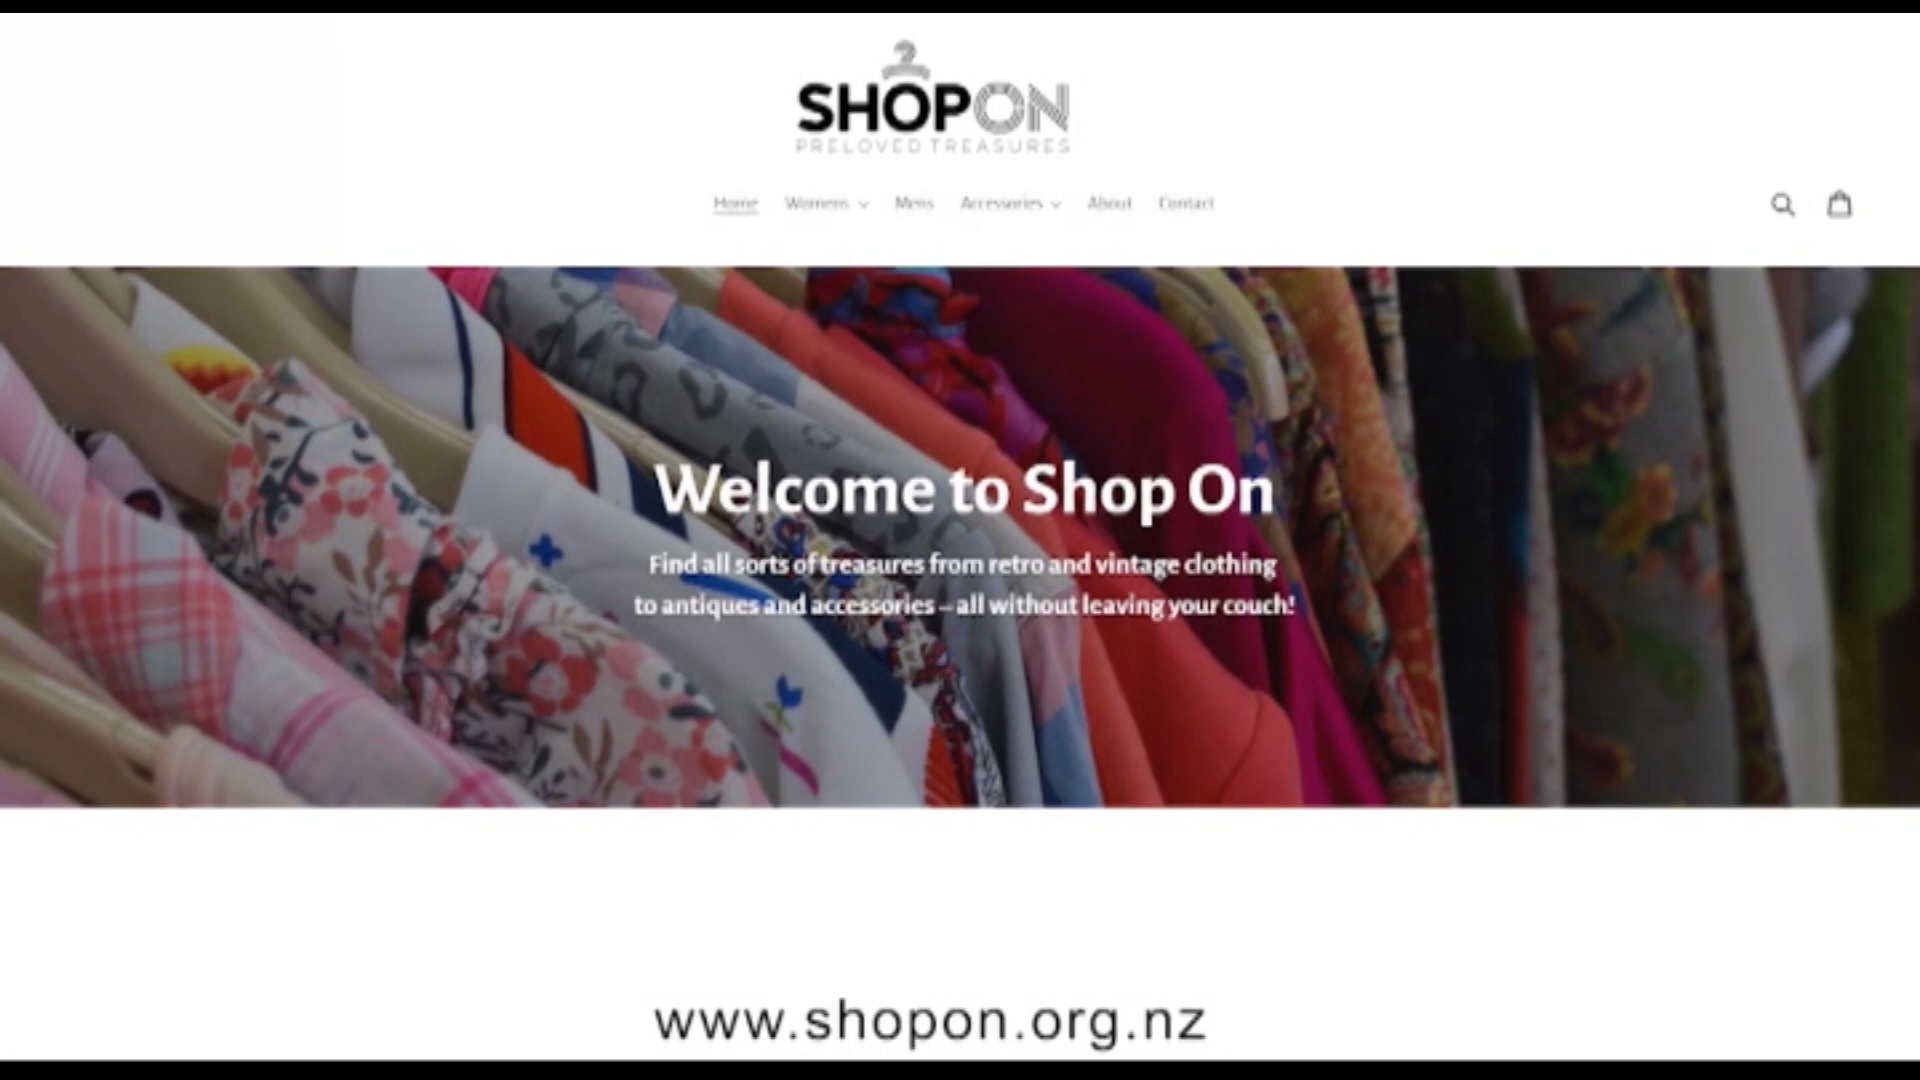 SHOPON
PRELOVED TREASURES
Home Womens Mens Accessories About Contact
Welcome to Shop On
Find all sorts of treasures from retro and vintage clothing
to antiques and accessories – all without leaving your couch!
www.shopon.org.nz